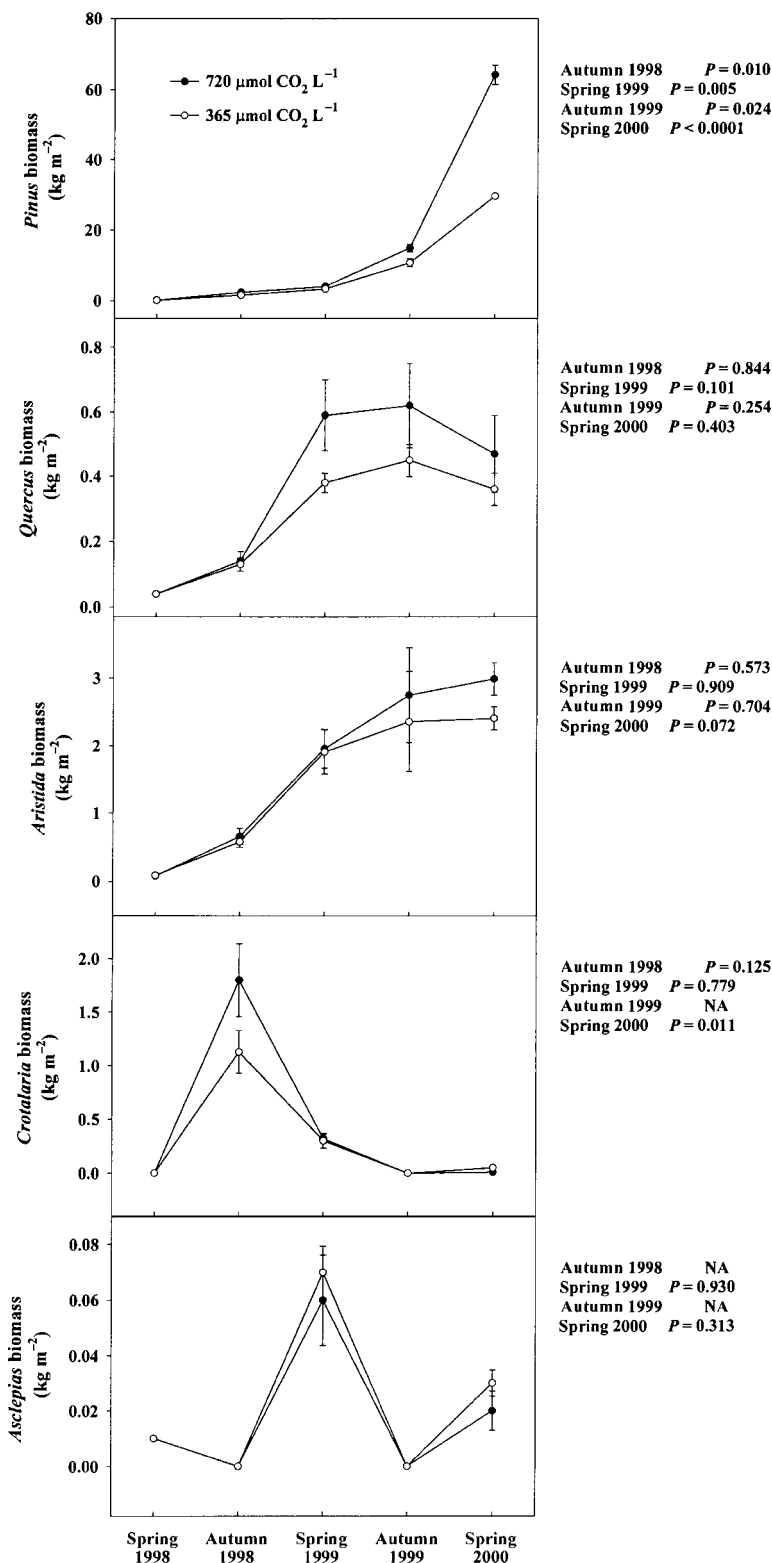 80
60
40
20
0
Pinus biomass
(kg m⁻²)
720 µmol CO₂ L⁻¹
365 µmol CO₂ L⁻¹
Autumn 1998 P = 0.010
Spring 1999 P = 0.005
Autumn 1999 P = 0.024
Spring 2000 P < 0.0001
0.8
0.6
0.4
0.2
0.0
Quercus biomass
(kg m⁻²)
Autumn 1998 P = 0.844
Spring 1999 P = 0.101
Autumn 1999 P = 0.254
Spring 2000 P = 0.403
3
2
1
0
Aristida biomass
(kg m⁻²)
Autumn 1998 P = 0.573
Spring 1999 P = 0.909
Autumn 1999 P = 0.704
Spring 2000 P = 0.072
2.0
1.5
1.0
0.5
0.0
Crotalaria biomass
(kg m⁻²)
Autumn 1998 P = 0.125
Spring 1999 P = 0.779
Autumn 1999 NA
Spring 2000 P = 0.011
0.08
0.06
0.04
0.02
0.00
Asclepias biomass
(kg m⁻²)
Autumn 1998 NA
Spring 1999 P = 0.930
Autumn 1999 NA
Spring 2000 P = 0.313
Spring Autumn Spring Autumn Spring
1998 1998 1999 1999 2000